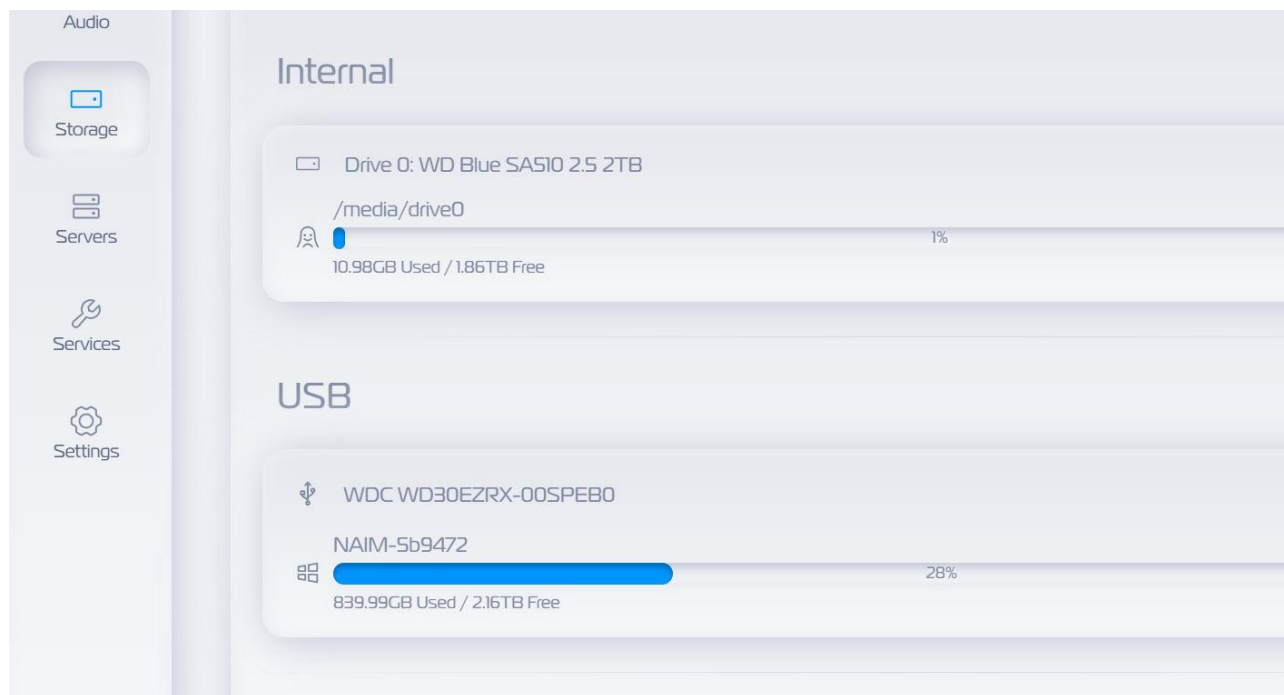 Audio
Storage
Servers
Services
Settings
Internal
Drive 0: WD Blue SA510 2.5 2TB
/media/drive0
1%
10.98GB Used / 1.86TB Free
USB
WDC WD30EZRX-00SPEB0
NAIM-5b9472
28%
839.99GB Used / 2.16TB Free